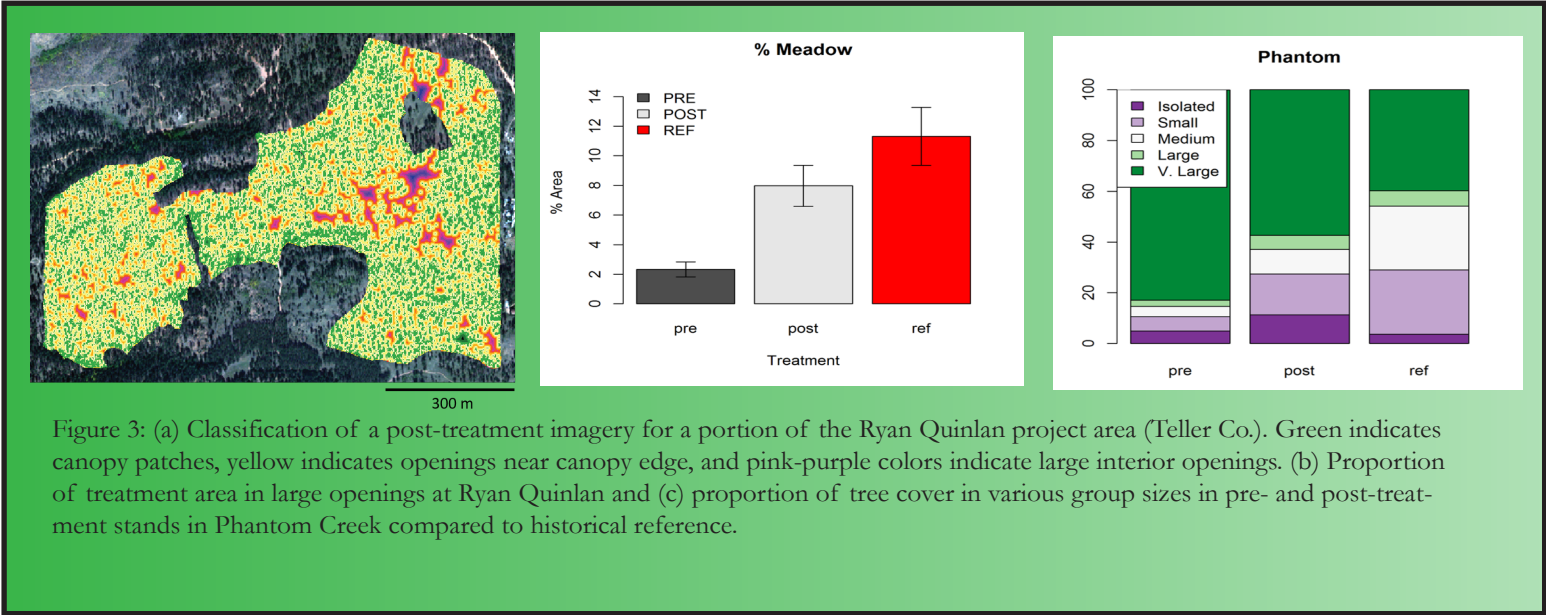 300 m
% Meadow
% Area
14
12
10
8
6
4
2
0
PRE
POST
REF
pre post ref
Treatment
Phantom
100
80
60
40
20
0
Isolated
Small
Medium
Large
V. Large
pre post ref
Figure 3: (a) Classification of a post-treatment imagery for a portion of the Ryan Quinlan project area (Teller Co.). Green indicates
canopy patches, yellow indicates openings near canopy edge, and pink-purple colors indicate large interior openings. (b) Proportion
of treatment area in large openings at Ryan Quinlan and (c) proportion of tree cover in various group sizes in pre- and post-treat-
ment stands in Phantom Creek compared to historical reference.